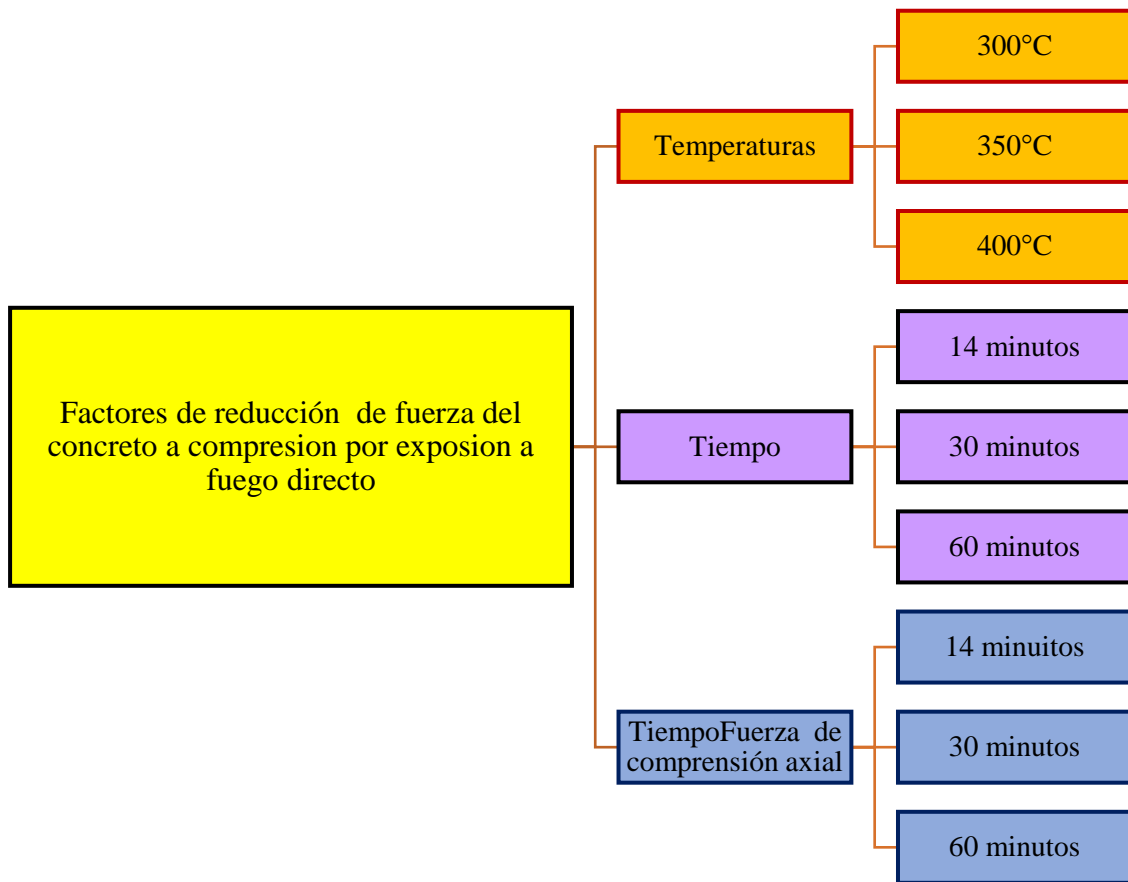 Factores de reducción de fuerza del
concreto a compresion por exposion a
fuego directo
Temperaturas
300°C
350°C
400°C
Tiempo
14 minutos
30 minutos
60 minutos
TiempoFuerza de
comprensión axial
14 minuitos
30 minutos
60 minutos